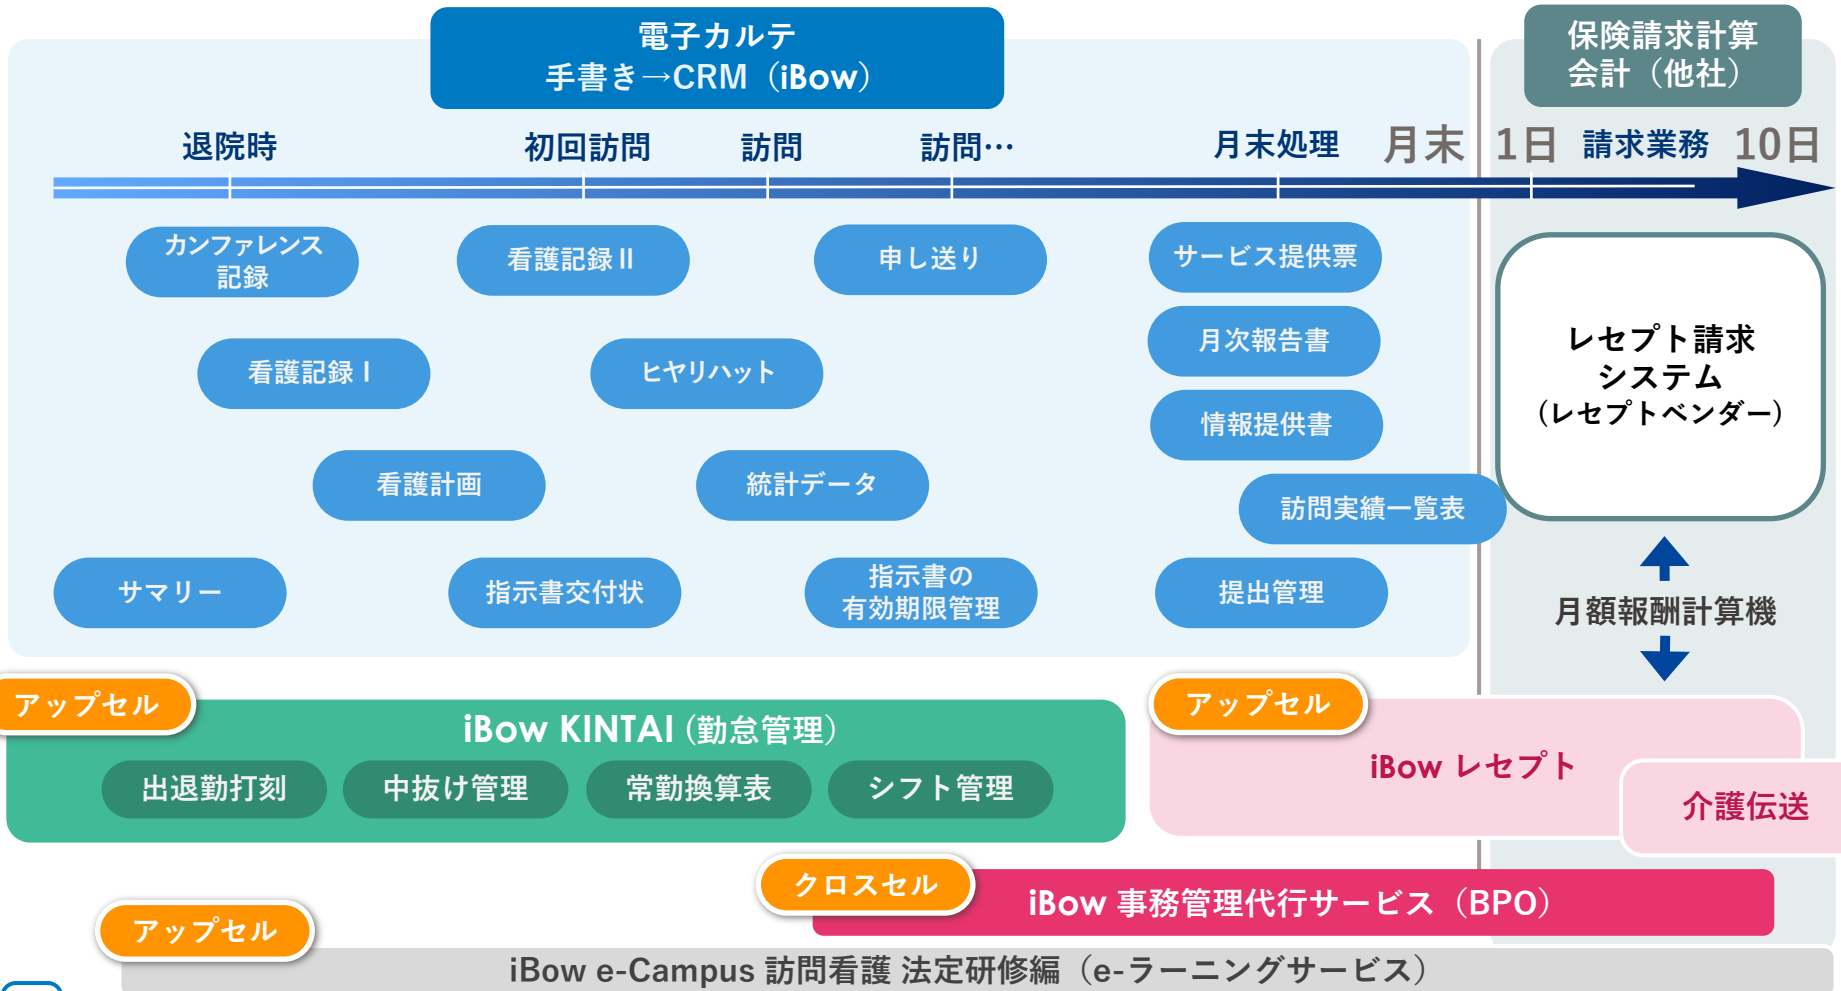 電子カルテ
手書き→CRM（iBow）
保険請求計算
会計（他社）
退院時
初回訪問
訪問
訪問…
月末処理
月末
1日
請求業務
10日
カンファレンス
記録
看護記録Ⅱ
申し送り
サービス提供票
看護記録Ⅰ
ヒヤリハット
月次報告書
情報提供書
看護計画
統計データ
訪問実績一覧表
サマリー
指示書交付状
指示書の
有効期限管理
提出管理
レセプト請求
システム
（レセプトベンダー）
月額報酬計算機
アップセル
iBow KINTAI（勤怠管理）
出退勤打刻
中抜け管理
常勤換算表
シフト管理
アップセル
iBow レセプト
介護伝送
クロスセル
iBow 事務管理代行サービス（BPO）
アップセル
iBow e-Campus 訪問看護 法定研修編（e-ラーニングサービス）